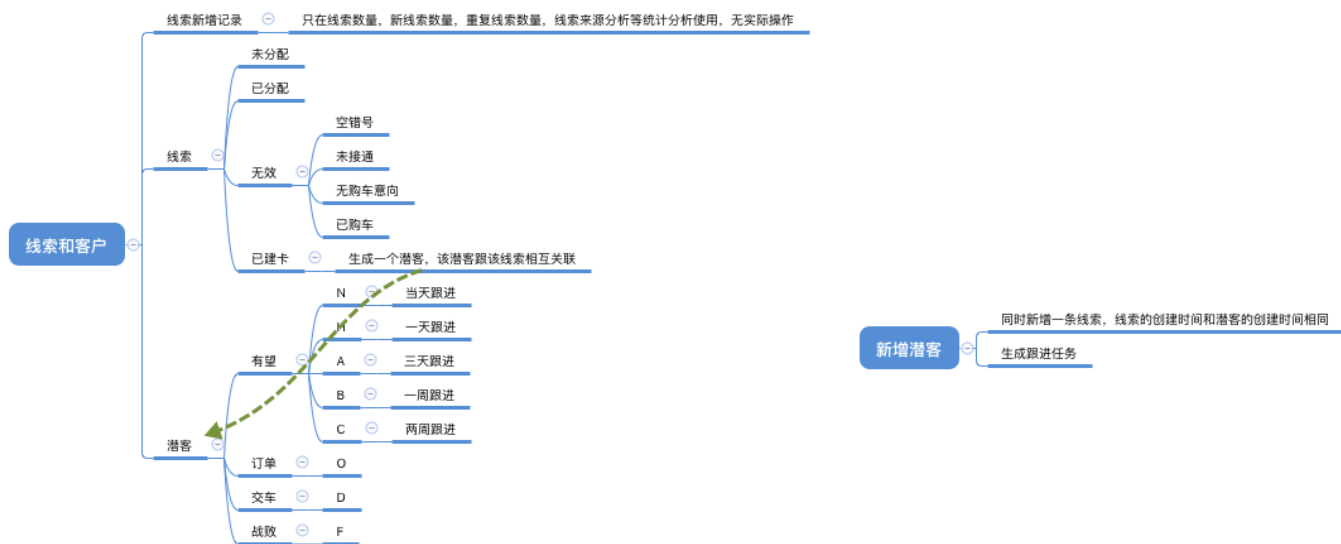 线索和客户
线索新增记录
只在线索数量，新线索数量，重复线索数量，线索来源分析等统计分析使用，无实际操作
线索
未分配
已分配
无效
空错号
未接通
无购车意向
已购车
已建卡
生成一个潜客，该潜客跟该线索相互关联
潜客
有望
N
当天跟进
H
一天跟进
A
三天跟进
B
一周跟进
C
两周跟进
订单
O
交车
D
战败
F
新增潜客
同时新增一条线索，线索的创建时间和潜客的创建时间相同
生成跟进任务